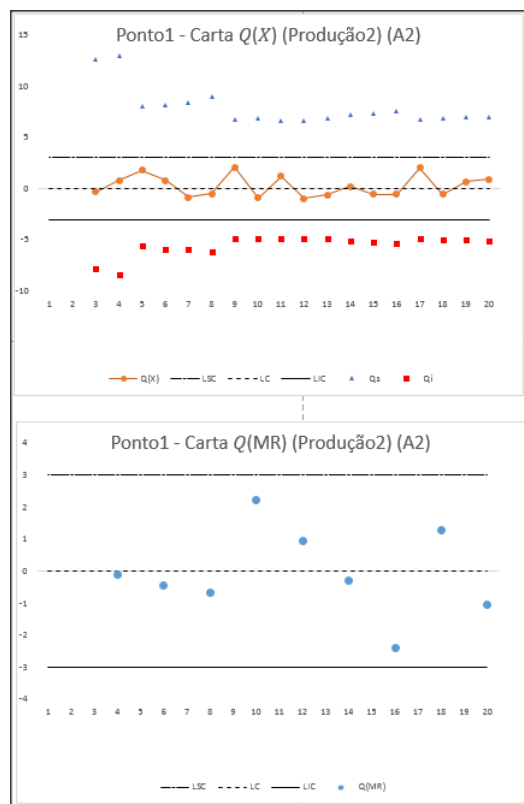 Ponto1 - Carta Q(X) (Produção2) (A2)
15
10
5
0
-5
-10
1 2 3 4 5 6 7 8 9 10 11 12 13 14 15 16 17 18 19 20
Q(X) LSC LC LIC Qs Qi
Ponto1 - Carta Q(MR) (Produção2) (A2)
4
3
2
1
0
-1
-2
-3
-4
1 2 3 4 5 6 7 8 9 10 11 12 13 14 15 16 17 18 19 20
LSC LC LIC Q(MR)